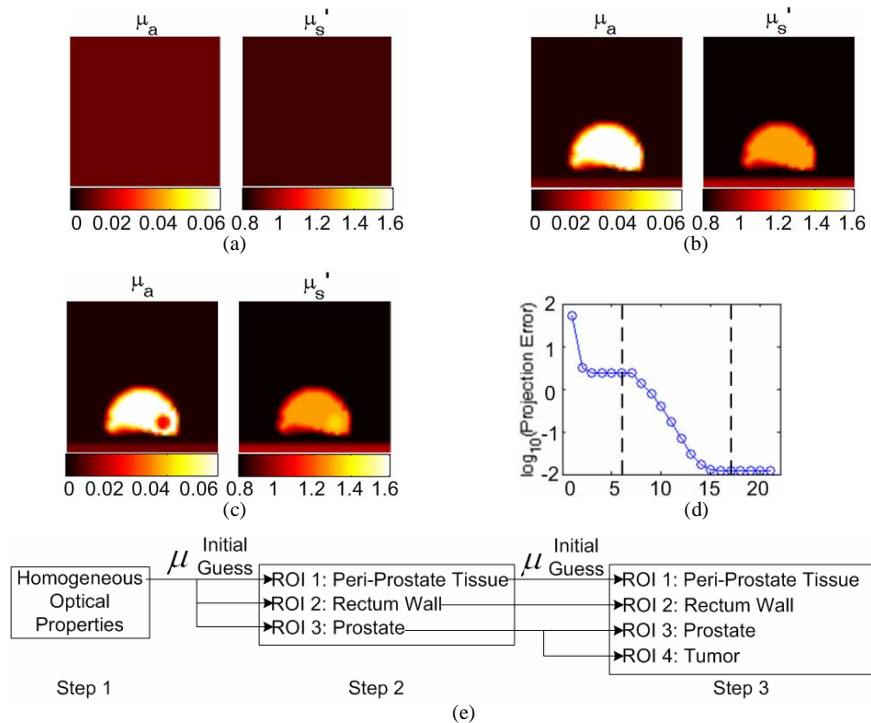 μa μs' μa μs'
0 0.02 0.04 0.06 0.8 1 1.2 1.4 1.6 0 0.02 0.04 0.06 0.8 1 1.2 1.4 1.6
(a) (b)
μa μs'
0 0.02 0.04 0.06 0.8 1 1.2 1.4 1.6
(c)
log10(Projection Error)
2
1
0
-1
-2
0 5 10 15 20
(d)
μ Initial Guess μ Initial Guess
Homogeneous
Optical
Properties
ROI 1: Peri-Prostate Tissue
ROI 2: Rectum Wall
ROI 3: Prostate
ROI 1: Peri-Prostate Tissue
ROI 2: Rectum Wall
ROI 3: Prostate
ROI 4: Tumor
Step 1 Step 2 Step 3
(e)